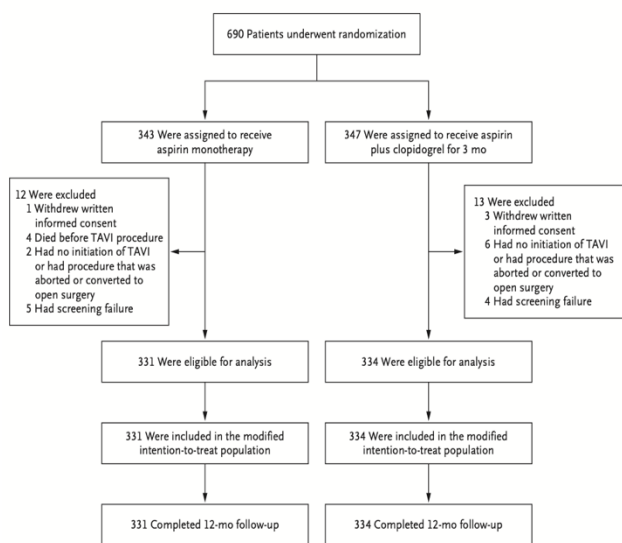 690 Patients underwent randomization
343 Were assigned to receive
aspirin monotherapy
347 Were assigned to receive aspirin
plus clopidogrel for 3 mo
12 Were excluded
1 Withdrew written
informed consent
4 Died before TAVI procedure
2 Had no initiation of TAVI
or had procedure that was
aborted or converted to
open surgery
5 Had screening failure
13 Were excluded
3 Withdrew written
informed consent
6 Had no initiation of TAVI
or had procedure that was
aborted or converted to
open surgery
4 Had screening failure
331 Were eligible for analysis
334 Were eligible for analysis
331 Were included in the modified
intention-to-treat population
334 Were included in the modified
intention-to-treat population
331 Completed 12-mo follow-up
334 Completed 12-mo follow-up